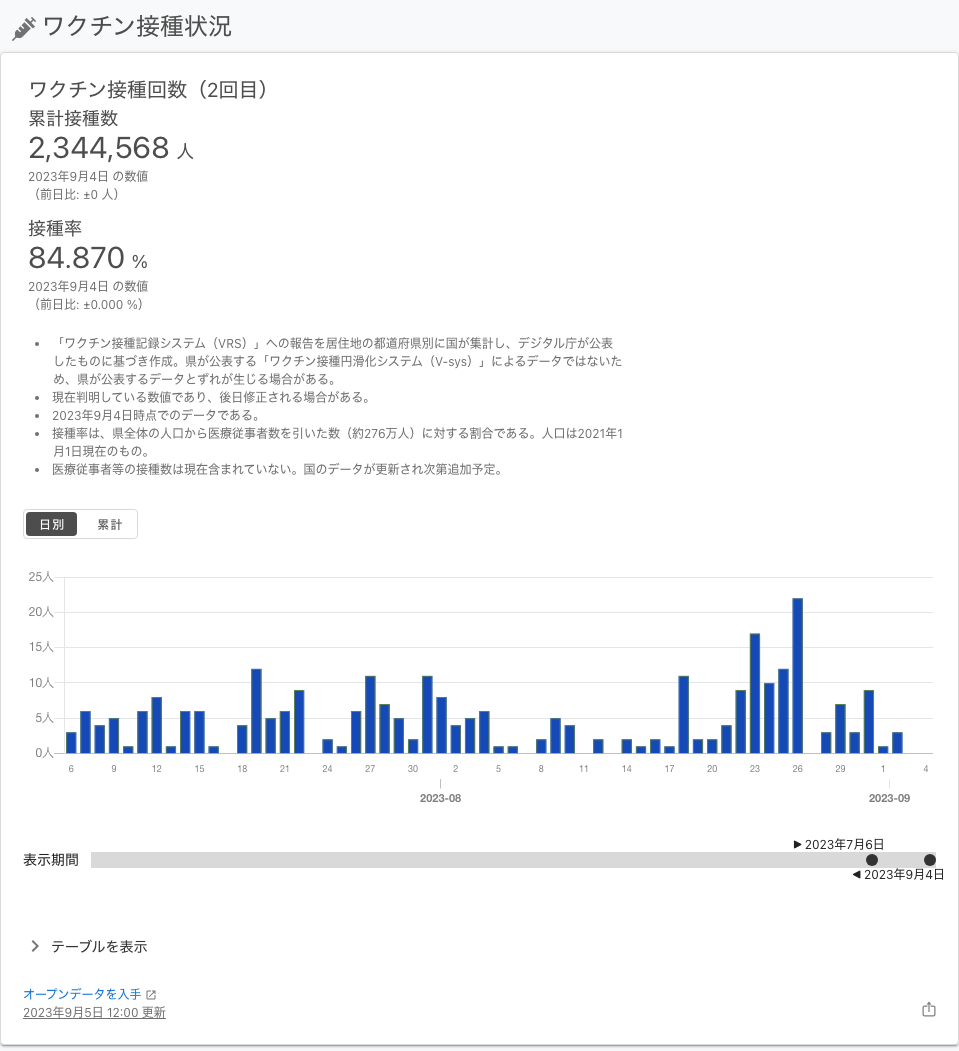 ワクチン接種状況
ワクチン接種回数（2回目）
累計接種数
2,344,568 人
2023年9月4日 の数値
（前日比: ±0 人）
接種率
84.870 %
2023年9月4日 の数値
（前日比: ±0.000 %）
• 「ワクチン接種記録システム（VRS）」への報告を居住地の都道府県別に国が集計し、デジタル庁が公表
したものに基づき作成。県が公表する「ワクチン接種円滑化システム（V-sys）」によるデータではないた
め、県が公表するデータとずれが生じる場合がある。
• 現在判明している数値であり、後日修正される場合がある。
• 2023年9月4日時点でのデータである。
• 接種率は、県全体の人口から医療従事者数を引いた数（約276万人）に対する割合である。人口は2021年1
月1日現在のもの。
• 医療従事者等の接種数は現在含まれていない。国のデータが更新され次第追加予定。
日別 累計
25人
20人
15人
10人
5人
0人
6 9 12 15 18 21 24 27 30 2 5 8 11 14 17 20 23 26 29 1 4
2023-08 2023-09
▶ 2023年7月6日
表示期間
◀ 2023年9月4日
テーブルを表示
オープンデータを入手
2023年9月5日 12:00 更新